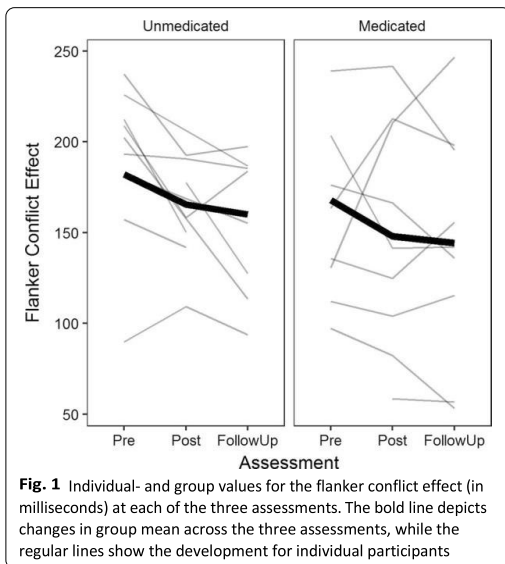 Unmedicated Medicated
250
200
150
100
50
Flanker Conflict Effect
Pre Post FollowUp Pre Post FollowUp
Assessment
Fig. 1 Individual- and group values for the flanker conflict effect (in
milliseconds) at each of the three assessments. The bold line depicts
changes in group mean across the three assessments, while the
regular lines show the development for individual participants